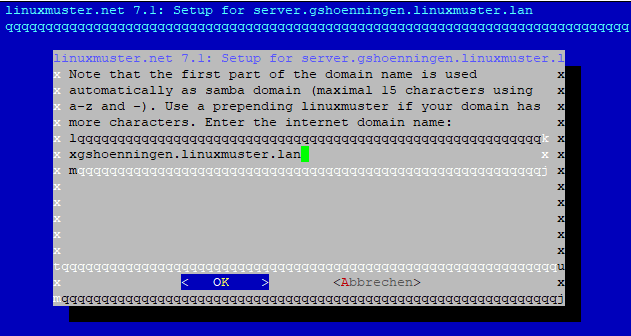 linuxmuster.net 7.1: Setup for server.gshoenningen.linuxmuster.lan
qqqqqqqqqqqqqqqqqqqqqqqqqqqqqqqqqqqqqqqqqqqqqqqqqqqqqqqqqqqqqqqqqqqqqqqqqqqqqq
linuxmuster.net 7.1: Setup for server.gshoenningen.linuxmuster.l
x Note that the first part of the domain name is used x
x automatically as samba domain (maximal 15 characters using x
x a-z and -). Use a prepending linuxmuster if your domain has x
x more characters. Enter the internet domain name: x
x lqqqqqqqqqqqqqqqqqqqqqqqqqqqqqqqqqqqqqqqqqqqqqqqqqqqqqqqqqqk x
x xgshoenningen.linuxmuster.lan x x
x mqqqqqqqqqqqqqqqqqqqqqqqqqqqqqqqqqqqqqqqqqqqqqqqqqqqqqqqqqqj x
x x
x x
x x
x x
x x
tqqqqqqqqqqqqqqqqqqqqqqqqqqqqqqqqqqqqqqqqqqqqqqqqqqqqqqqqqqqqqqu
x < OK > <Abbrechen> x
mqqqqqqqqqqqqqqqqqqqqqqqqqqqqqqqqqqqqqqqqqqqqqqqqqqqqqqqqqqqqqqj